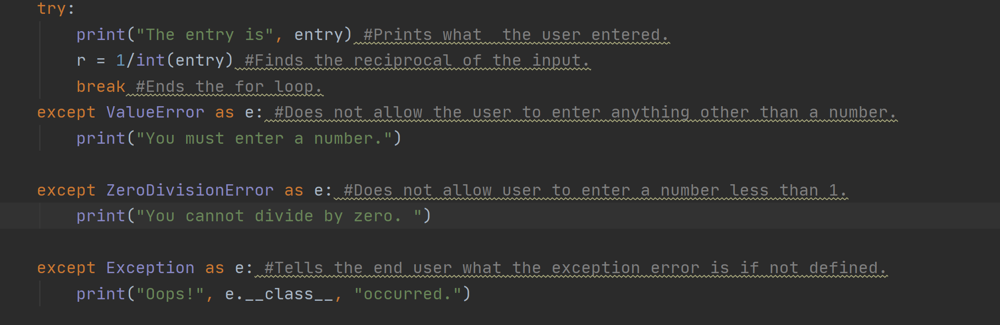 try:
print("The entry is", entry) #Prints what  the user entered.
r = 1/int(entry) #Finds the reciprocal of the input.
break #Ends the for loop.
except ValueError as e: #Does not allow the user to enter anything other than a number.
print("You must enter a number.")
except ZeroDivisionError as e: #Does not allow user to enter a number less than 1.
print("You cannot divide by zero. ")
except Exception as e: #Tells the end user what the exception error is if not defined.
print("Oops!", e.__class__, "occurred.")